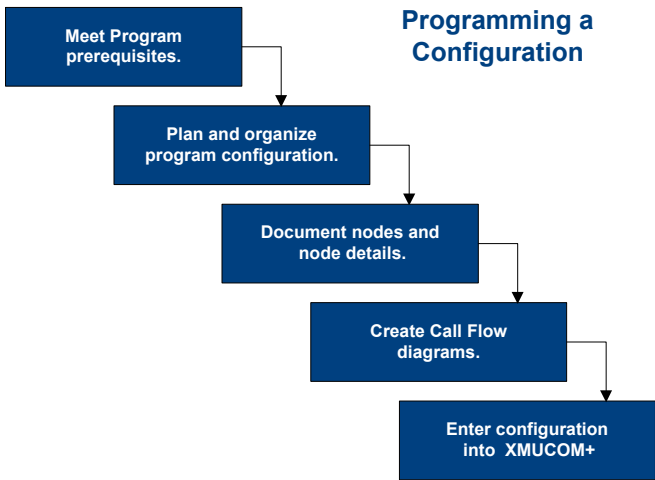 Programming a
Configuration
Meet Program
prerequisites.
Plan and organize
program configuration.
Document nodes and
node details.
Create Call Flow
diagrams.
Enter configuration
into XMUCOM+